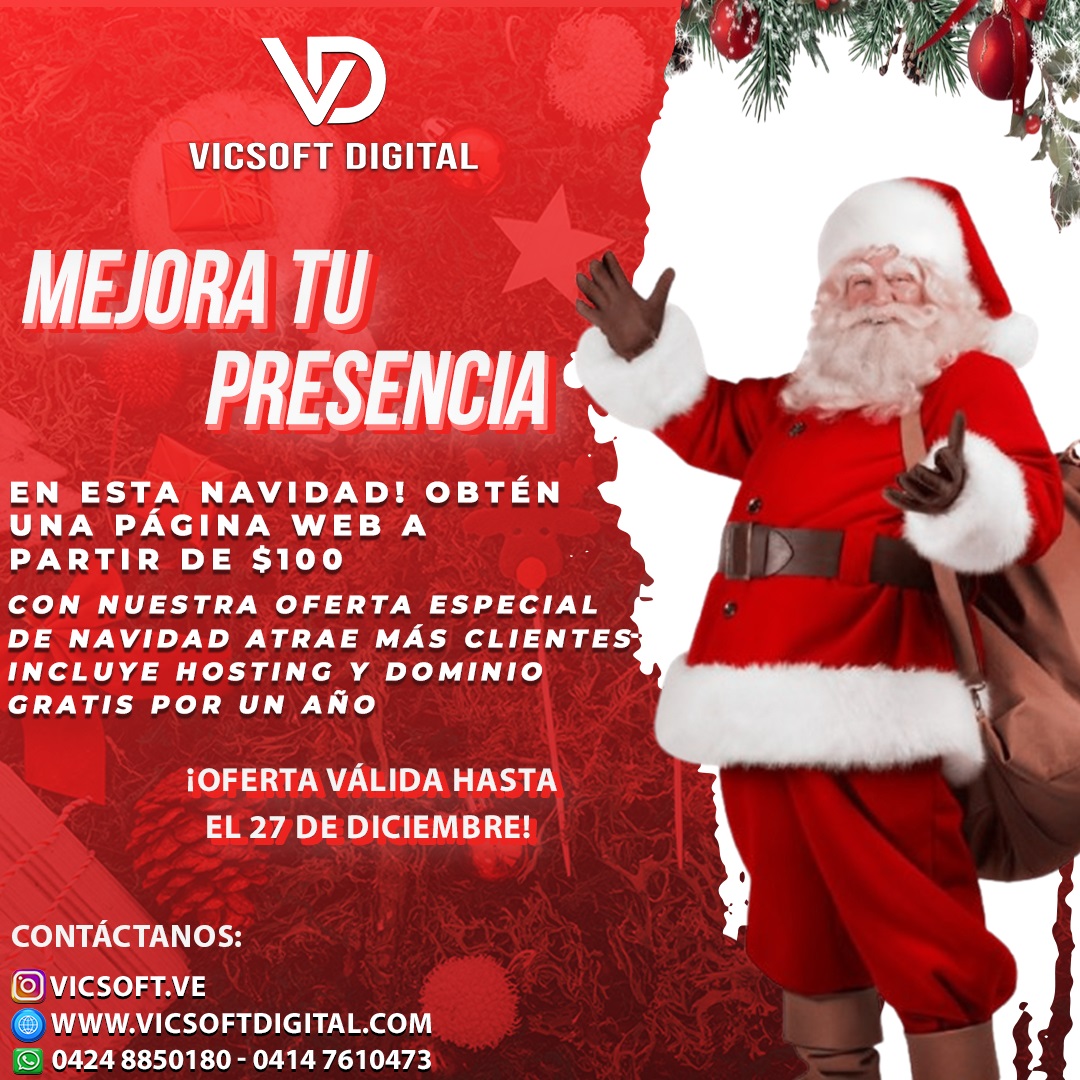 VD
VICSOFT DIGITAL
MEJORA TU
PRESENCIA
EN ESTA NAVIDAD! OBTÉN
UNA PÁGINA WEB A
PARTIR DE $100
CON NUESTRA OFERTA ESPECIAL
DE NAVIDAD ATRAE MÁS CLIENTES-
INCLUYE HOSTING Y DOMINIO
GRATIS POR UN AÑO
¡OFERTA VÁLIDA HASTA
EL 27 DE DICIEMBRE!
CONTÁCTANOS:
VICSOFT.VE
WWW.VICSOFTDIGITAL.COM
0424 8850180 - 0414 7610473